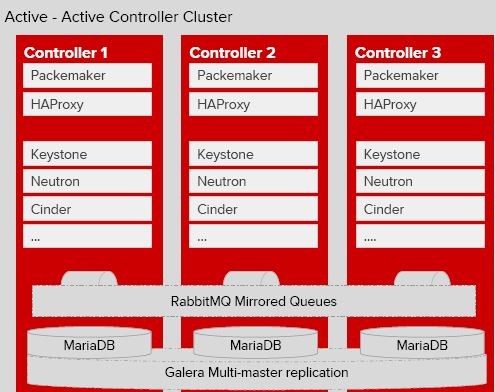 Active - Active Controller Cluster
Controller 1
Packemaker
HAProxy
Keystone
Neutron
Cinder
...
Controller 2
Packemaker
HAProxy
Keystone
Neutron
Cinder
...
Controller 3
Packemaker
HAProxy
Keystone
Neutron
Cinder
....
RabbitMQ Mirrored Queues
MariaDB
MariaDB
MariaDB
Galera Multi-master replication